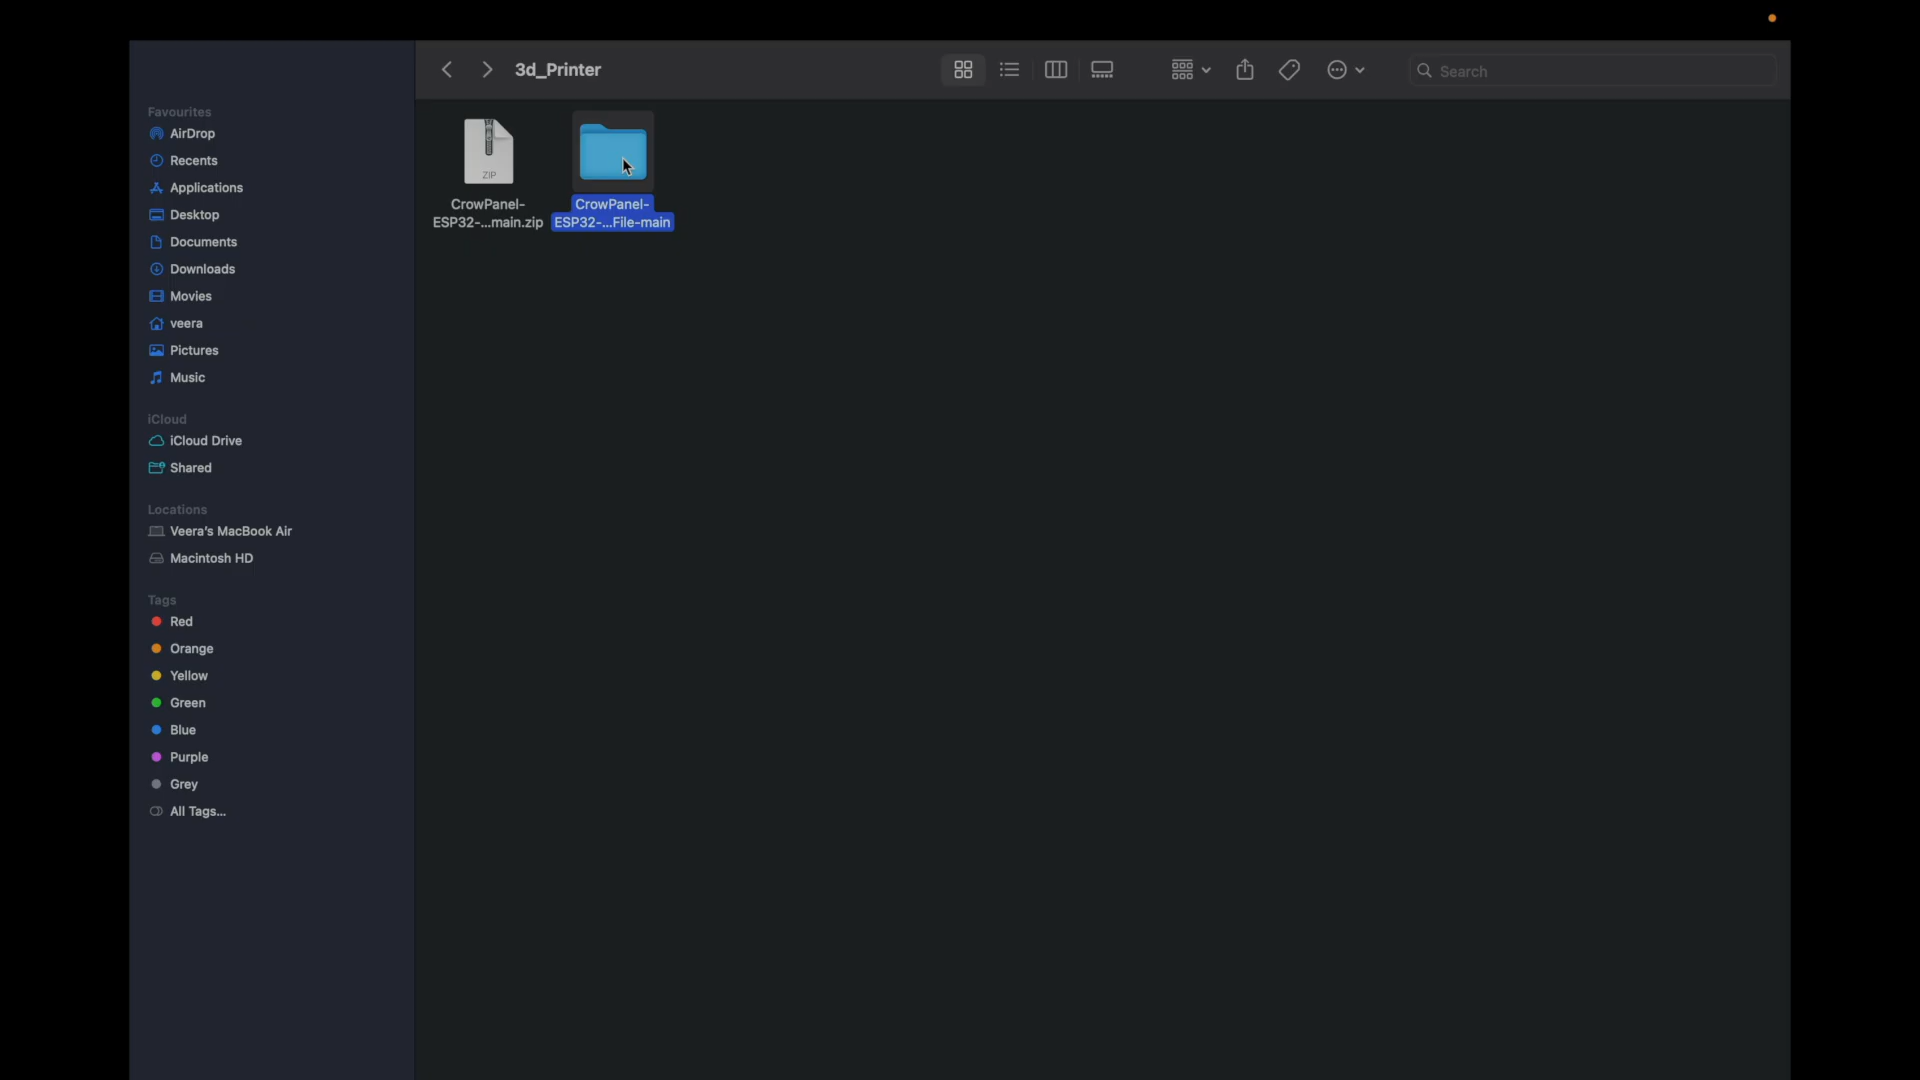 3d_Printer
Search
Favourites
AirDrop
Recents
Applications
Desktop
Documents
Downloads
Movies
veera
Pictures
Music
iCloud
iCloud Drive
Shared
Locations
Veera's MacBook Air
Macintosh HD
Tags
Red
Orange
Yellow
Green
Blue
Purple
Grey
All Tags...
ZIP
CrowPanel-
ESP32-...main.zip
CrowPanel-
ESP32-...File-main